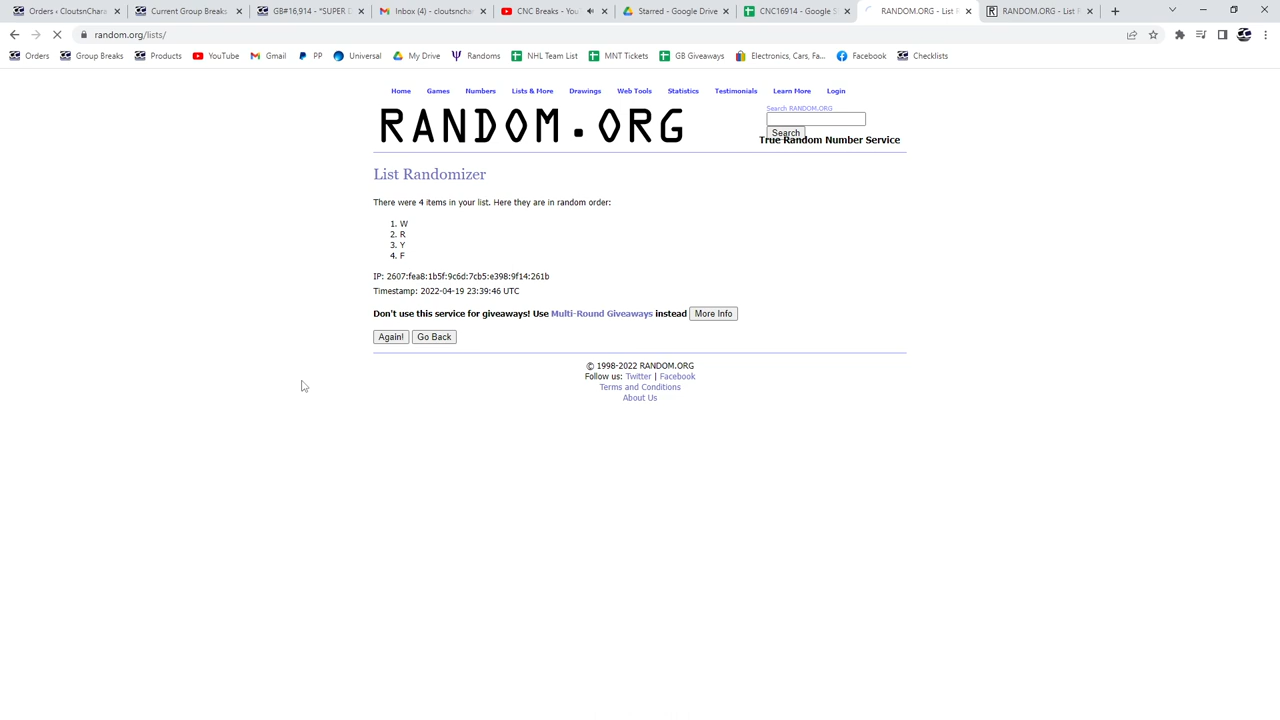 Orders ‹ CloutsnChara
Current Group Breaks
GB#16,914 - "SUPER D
Inbox (4) - cloutsnchar
CNC Breaks - You
Starred - Google Drive
CNC16914 - Google S
RANDOM.ORG - List R
RANDOM.ORG - List R
random.org/lists/
Orders
Group Breaks
Products
YouTube
Gmail
PP
Universal
My Drive
Randoms
NHL Team List
MNT Tickets
GB Giveaways
Electronics, Cars, Fa...
Facebook
Checklists
Home Games Numbers Lists & More Drawings Web Tools Statistics Testimonials Learn More Login
Search RANDOM.ORG
RANDOM.ORG
Search
True Random Number Service
List Randomizer
There were 4 items in your list. Here they are in random order:
1. W
2. R
3. Y
4. F
IP: 2607:fea8:1b5f:9c6d:7cb5:e398:9f14:261b
Timestamp: 2022-04-19 23:39:46 UTC
Don't use this service for giveaways! Use Multi-Round Giveaways instead More Info
Again! Go Back
© 1998-2022 RANDOM.ORG
Follow us: Twitter | Facebook
Terms and Conditions
About Us